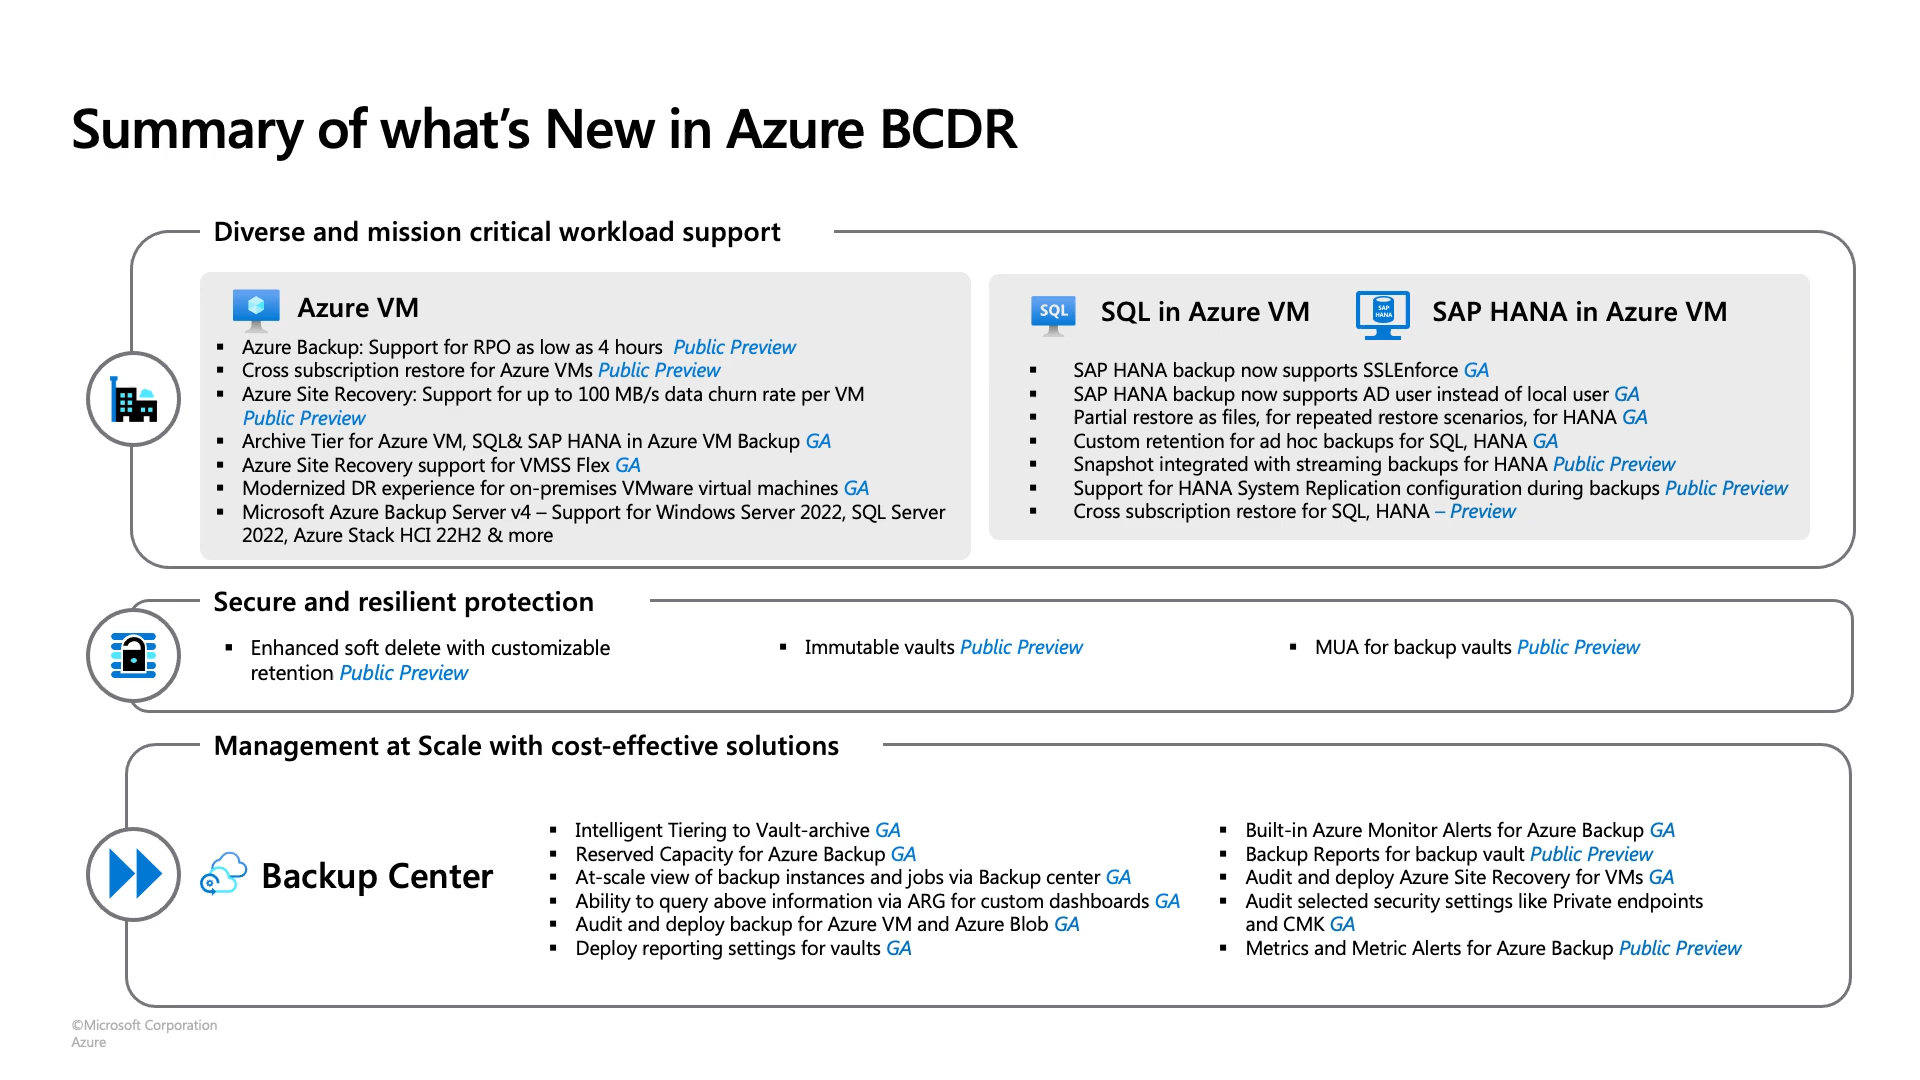 Summary of what’s New in Azure BCDR
Diverse and mission critical workload support
Azure VM
▪ Azure Backup: Support for RPO as low as 4 hours Public Preview
▪ Cross subscription restore for Azure VMs Public Preview
▪ Azure Site Recovery: Support for up to 100 MB/s data churn rate per VM
Public Preview
▪ Archive Tier for Azure VM, SQL& SAP HANA in Azure VM Backup GA
▪ Azure Site Recovery support for VMSS Flex GA
▪ Modernized DR experience for on-premises VMware virtual machines GA
▪ Microsoft Azure Backup Server v4 – Support for Windows Server 2022, SQL Server
2022, Azure Stack HCI 22H2 & more
SQL
SQL in Azure VM
SAP
HANA
SAP HANA in Azure VM
▪ SAP HANA backup now supports SSLEnforce GA
▪ SAP HANA backup now supports AD user instead of local user GA
▪ Partial restore as files, for repeated restore scenarios, for HANA GA
▪ Custom retention for ad hoc backups for SQL, HANA GA
▪ Snapshot integrated with streaming backups for HANA Public Preview
▪ Support for HANA System Replication configuration during backups Public Preview
▪ Cross subscription restore for SQL, HANA – Preview
Secure and resilient protection
▪ Enhanced soft delete with customizable
retention Public Preview
▪ Immutable vaults Public Preview
▪ MUA for backup vaults Public Preview
Management at Scale with cost-effective solutions
Backup Center
▪ Intelligent Tiering to Vault-archive GA
▪ Reserved Capacity for Azure Backup GA
▪ At-scale view of backup instances and jobs via Backup center GA
▪ Ability to query above information via ARG for custom dashboards GA
▪ Audit and deploy backup for Azure VM and Azure Blob GA
▪ Deploy reporting settings for vaults GA
▪ Built-in Azure Monitor Alerts for Azure Backup GA
▪ Backup Reports for backup vault Public Preview
▪ Audit and deploy Azure Site Recovery for VMs GA
▪ Audit selected security settings like Private endpoints
and CMK GA
▪ Metrics and Metric Alerts for Azure Backup Public Preview
©Microsoft Corporation
Azure